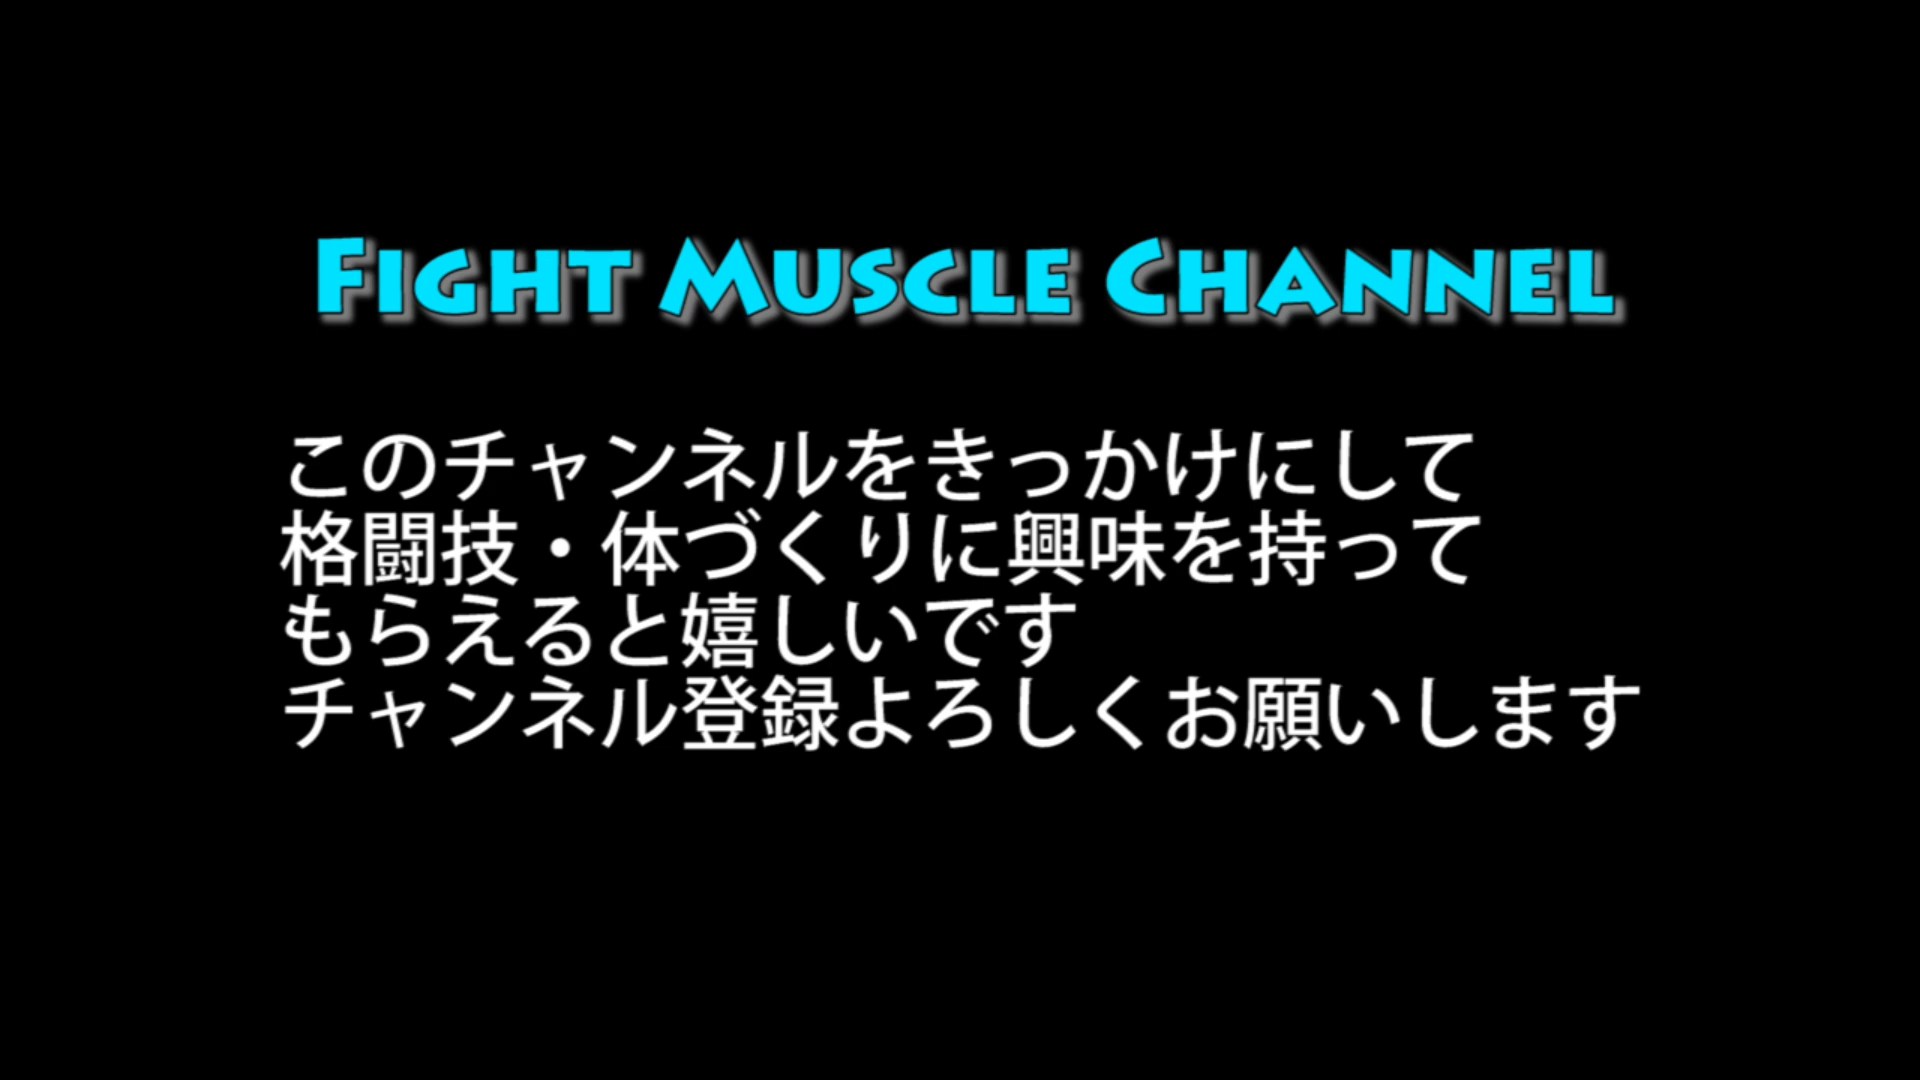 FIGHT MUSCLE CHANNEL
このチャンネルをきっかけにして
格闘技・体づくりに興味を持って
もらえると嬉しいです
チャンネル登録よろしくお願いします